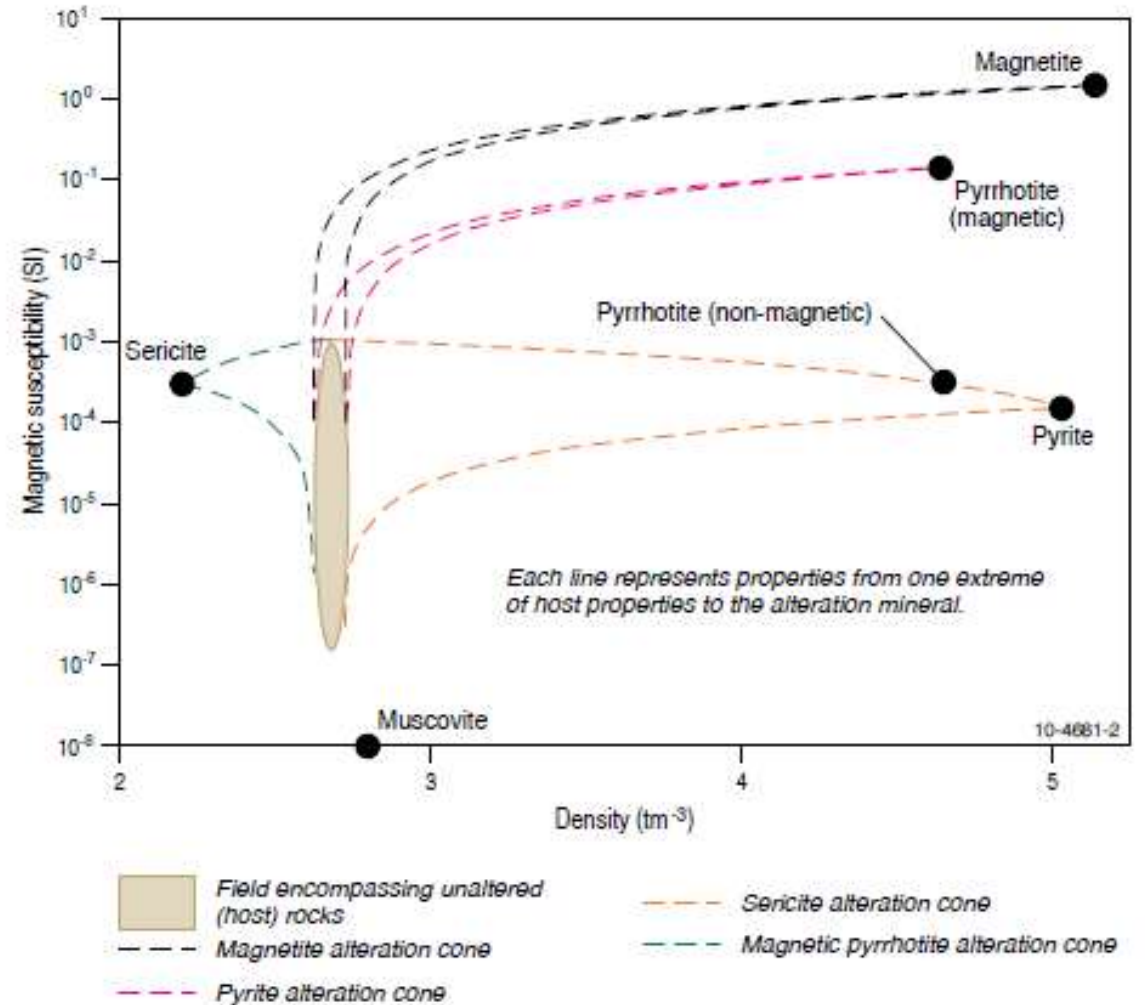 10¹
Magnetite
10⁰
10⁻¹
Pyrrhotite
(magnetic)
10⁻²
Pyrrhotite (non-magnetic)
10⁻³
Sericite
10⁻⁴
Pyrite
10⁻⁵
Each line represents properties from one extreme
of host properties to the alteration mineral.
10⁻⁶
10⁻⁷
Muscovite
10-4681-2
10⁻⁸
Magnetic susceptibility (SI)
2 3 4 5
Density (tm⁻³)
Field encompassing unaltered
(host) rocks
Magnetite alteration cone
Pyrite alteration cone
Sericite alteration cone
Magnetic pyrrhotite alteration cone